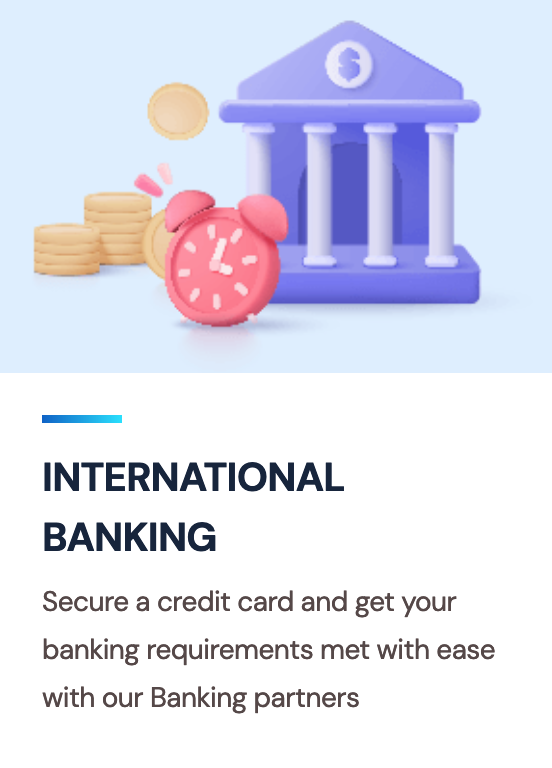 INTERNATIONAL
BANKING
Secure a credit card and get your
banking requirements met with ease
with our Banking partners